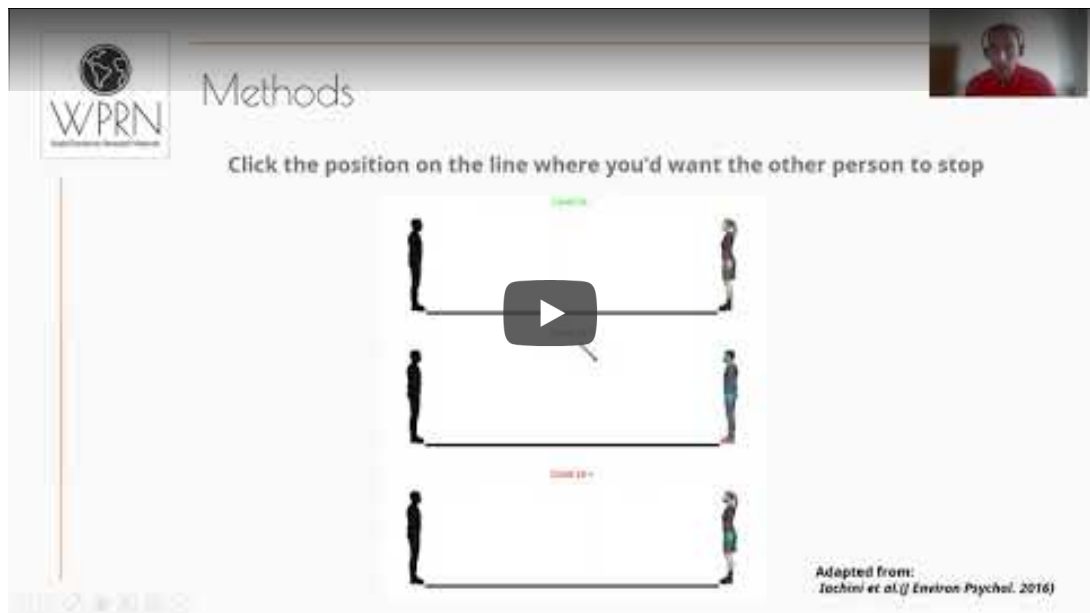 WPRN
Methods
Click the position on the line where you'd want the other person to stop
Adapted from:
Iachini et al.(J Environ Psychol. 2016)